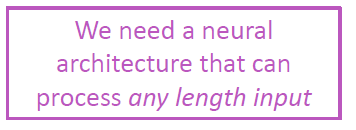 We need a neural
architecture that can
process any length input